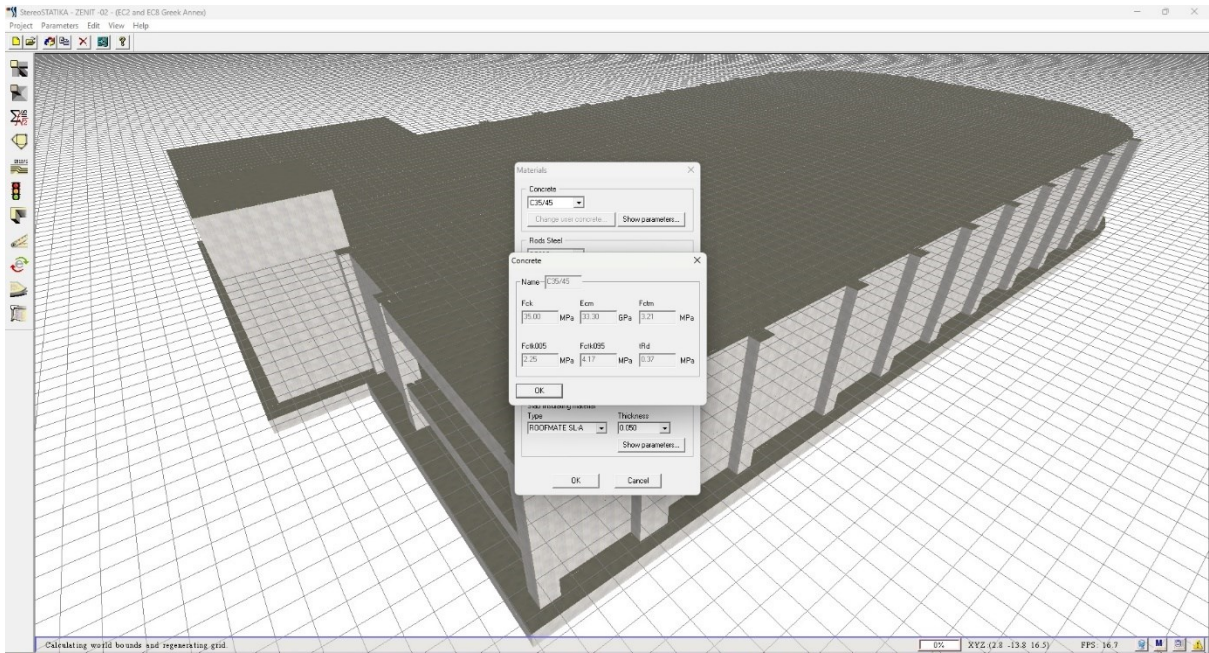 StereoSTATIKA - ZENIT -02 - (EC2 and EC8 Greek Annex)
Project Parameters Edit View Help
Materials
Concrete
C35/45
Change user concrete... Show parameters...
Rods Steel
Concrete
Name C35/45
Fck Ecm Fctm
35.00 MPa 33.30 GPa 3.21 MPa
Fctk005 Fctk095 tRd
2.25 MPa 4.17 MPa 0.37 MPa
OK
Slab insulating material
Type Thickness
ROOFMATE SL-A 0.050
Show parameters...
OK Cancel
Calculating world bounds and regenerating grid.
0% XYZ (2.8 -13.8 16.5) FPS: 16.7